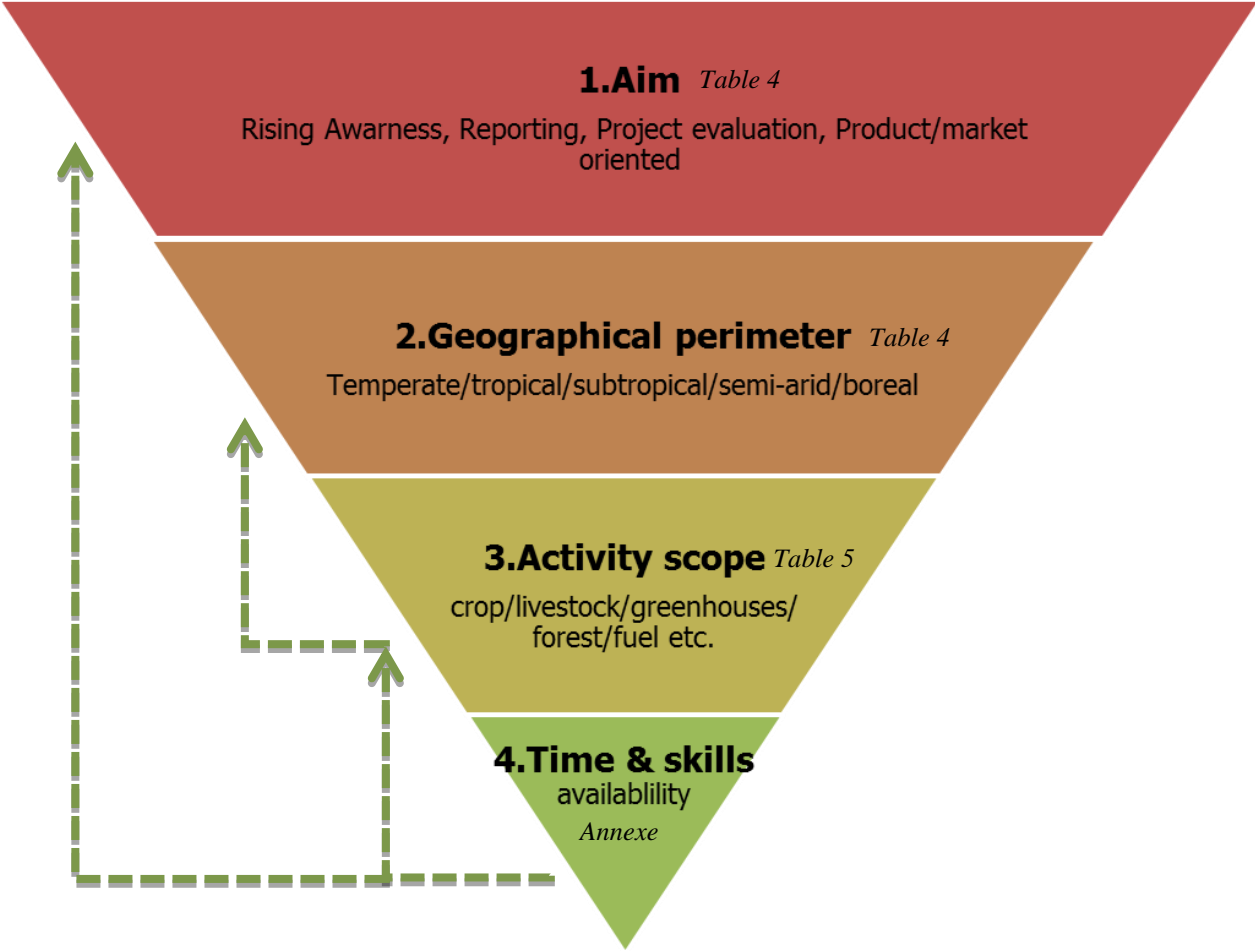 1.Aim Table 4
Rising Awarness, Reporting, Project evaluation, Product/market
oriented
2.Geographical perimeter Table 4
Temperate/tropical/subtropical/semi-arid/boreal
3.Activity scope Table 5
crop/livestock/greenhouses/
forest/fuel etc.
4.Time & skills
availablility
Annexe